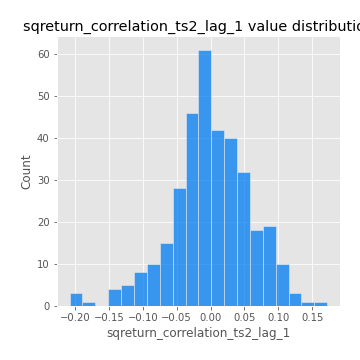 sqreturn_correlation_ts2_lag_1 value distributio
60
50
40
30
20
10
0
Count
−0.20 −0.15 −0.10 −0.05 0.00 0.05 0.10 0.15
sqreturn_correlation_ts2_lag_1